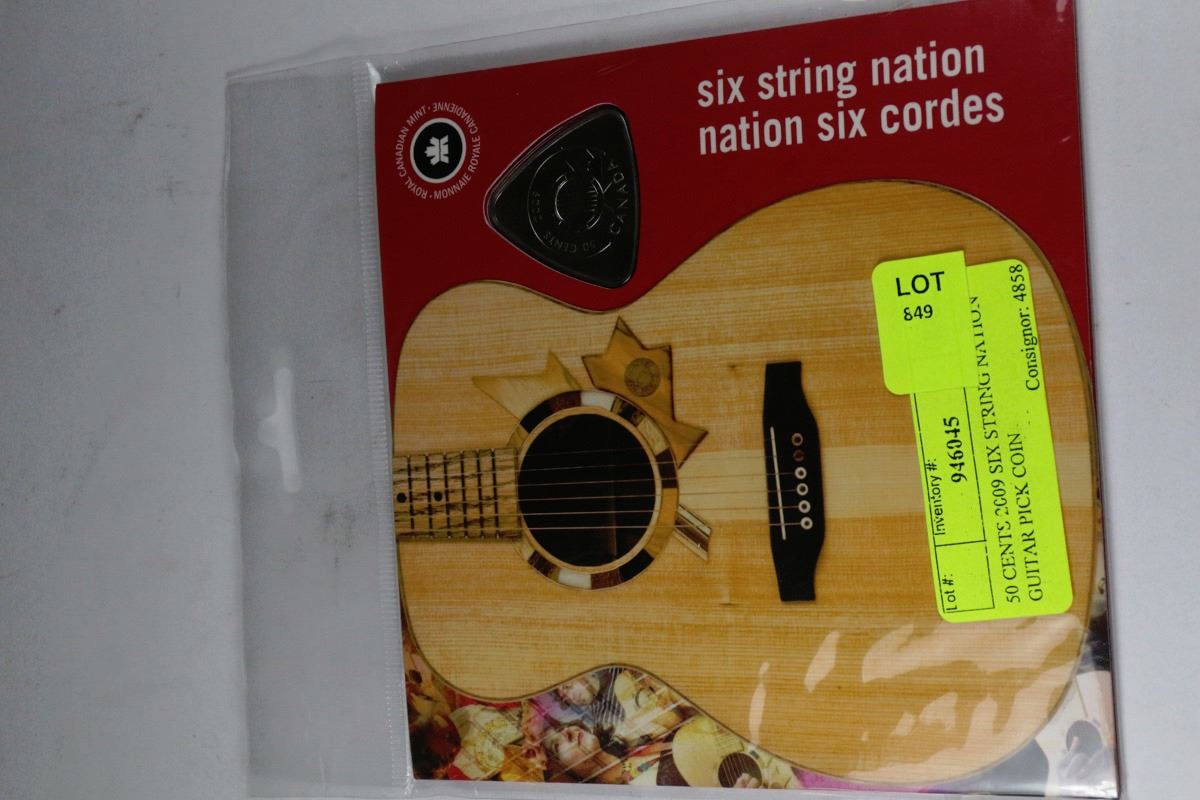 six string nation
nation six cordes
ROYAL CANADIAN MINT • MONNAIE ROYALE CANADIENNE •
CANADA
50 CENTS 2009
LOT
849
Lot #:
Inventory #:
946045
50 CENTS 2009 SIX STRING NATION
GUITAR PICK COIN
Consignor: 4858